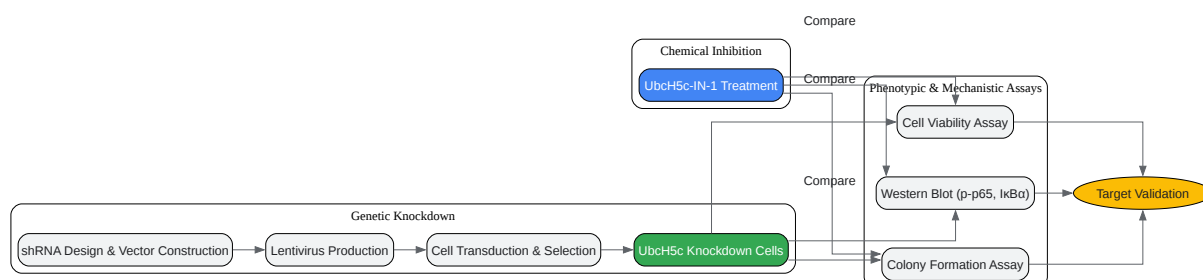 Compare
Chemical Inhibition
UbcH5c-IN-1 Treatment
Compare
Phenotypic & Mechanistic Assays
Cell Viability Assay
Compare
Western Blot (p-p65, IκBα)
Target Validation
Genetic Knockdown
shRNA Design & Vector Construction
Lentivirus Production
Cell Transduction & Selection
UbcH5c Knockdown Cells
Colony Formation Assay